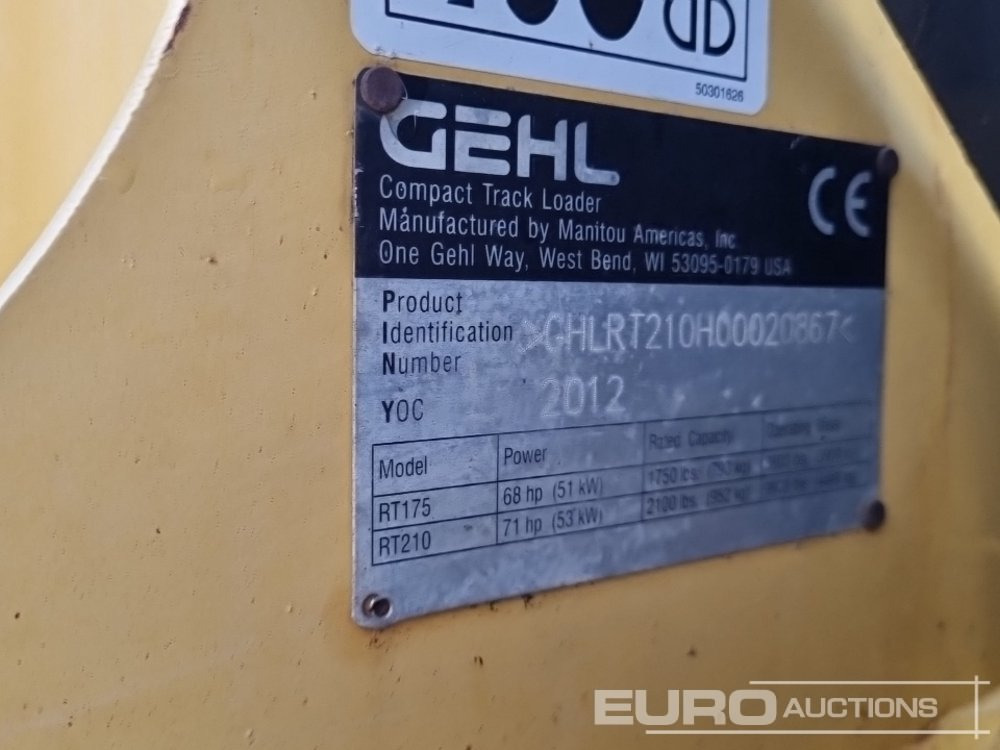 50301626
GEHL
CE
Compact Track Loader
Manufactured by Manitou Americas, Inc
One Gehl Way, West Bend, WI 53095-0179 USA
Product
Identification
Number
>GHLRT210H00020867<
YOC 2012
Model Power Rated Capacity Operating Mass
RT175 68 hp (51 kW) 1750 lbs.
RT210 71 hp (53 kW) 2100 lbs.
EURO AUCTIONS